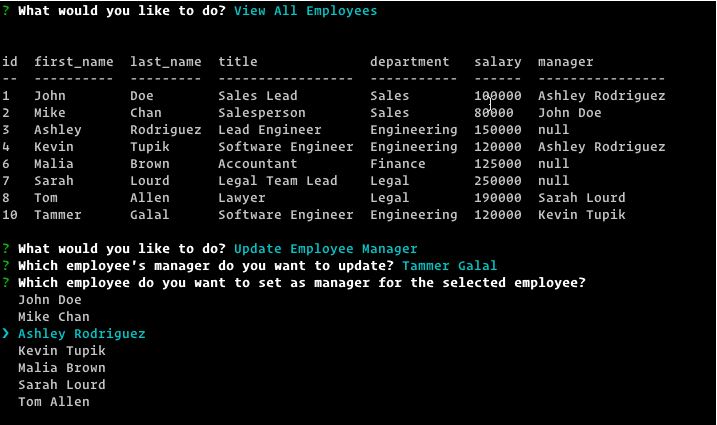 ? What would you like to do? View All Employees
id  first_name  last_name  title              department   salary  manager
--  ----------  ---------  -----------------  -----------  ------  ----------------
1   John        Doe        Sales Lead         Sales        100000  Ashley Rodriguez
2   Mike        Chan       Salesperson        Sales        80000   John Doe
3   Ashley      Rodriguez  Lead Engineer      Engineering  150000  null
4   Kevin       Tupik      Software Engineer  Engineering  120000  Ashley Rodriguez
6   Malia       Brown      Accountant         Finance      125000  null
7   Sarah       Lourd      Legal Team Lead    Legal        250000  null
8   Tom         Allen      Lawyer             Legal        190000  Sarah Lourd
10  Tammer      Galal      Software Engineer  Engineering  120000  Kevin Tupik
? What would you like to do? Update Employee Manager
? Which employee's manager do you want to update? Tammer Galal
? Which employee do you want to set as manager for the selected employee?
John Doe
Mike Chan
❯ Ashley Rodriguez
Kevin Tupik
Malia Brown
Sarah Lourd
Tom Allen